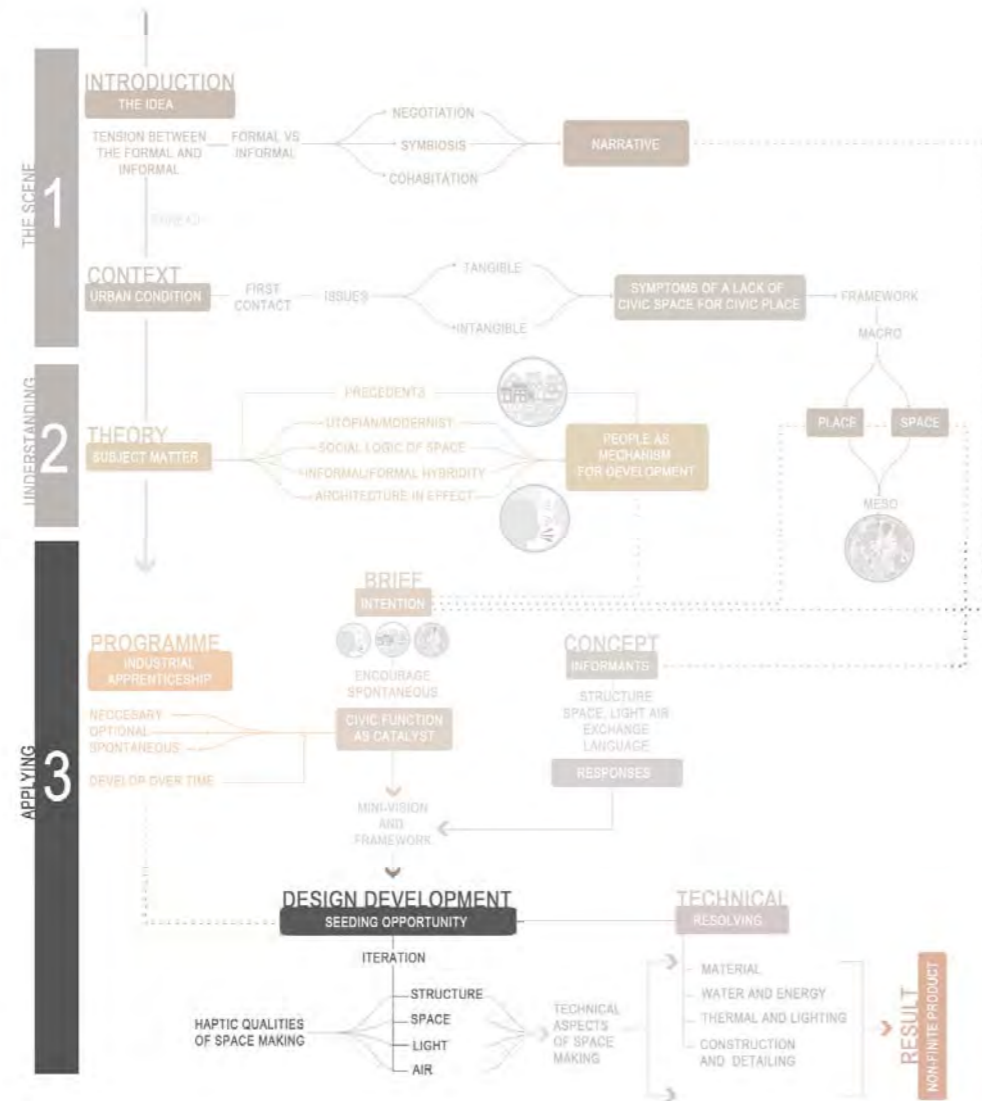 THE SCENE
1
INTRODUCTION
THE IDEA
TENSION BETWEEN
THE FORMAL AND
INFORMAL
FORMAL VS
INFORMAL
NEGOTIATION
SYMBIOSIS
COHABITATION
NARRATIVE
CONTEXT
URBAN CONDITION
FIRST
CONTACT
ISSUES
TANGIBLE
INTANGIBLE
SYMPTOMS OF A LACK OF
CIVIC SPACE FOR CIVIC PLACE
FRAMEWORK
MACRO
PLACE
SPACE
MESO
UNDERSTANDING
2
THEORY
SUBJECT MATTER
PRECEDENTS
UTOPIAN/MODERNIST
SOCIAL LOGIC OF SPACE
INFORMAL/FORMAL HYBRIDITY
ARCHITECTURE IN EFFECT
PEOPLE AS
MECHANISM
FOR DEVELOPMENT
APPLYING
3
BRIEF
INTENTION
ENCOURAGE
SPONTANEOUS
CIVIC FUNCTION
AS CATALYST
MINI-VISION
AND
FRAMEWORK
PROGRAMME
INDUSTRIAL
APPRENTICESHIP
NECCESARY
OPTIONAL
SPONTANEOUS
DEVELOP OVER TIME
CONCEPT
INFORMANTS
STRUCTURE
SPACE, LIGHT AIR
EXCHANGE
LANGUAGE
RESPONSES
DESIGN DEVELOPMENT
SEEDING OPPORTUNITY
ITERATION
HAPTIC QUALITIES
OF SPACE MAKING
STRUCTURE
SPACE
LIGHT
AIR
TECHNICAL
ASPECTS
OF SPACE
MAKING
TECHNICAL
RESOLVING
MATERIAL
WATER AND ENERGY
THERMAL AND LIGHTING
CONSTRUCTION
AND DETAILING
RESULT
NON-FINITE PRODUCT